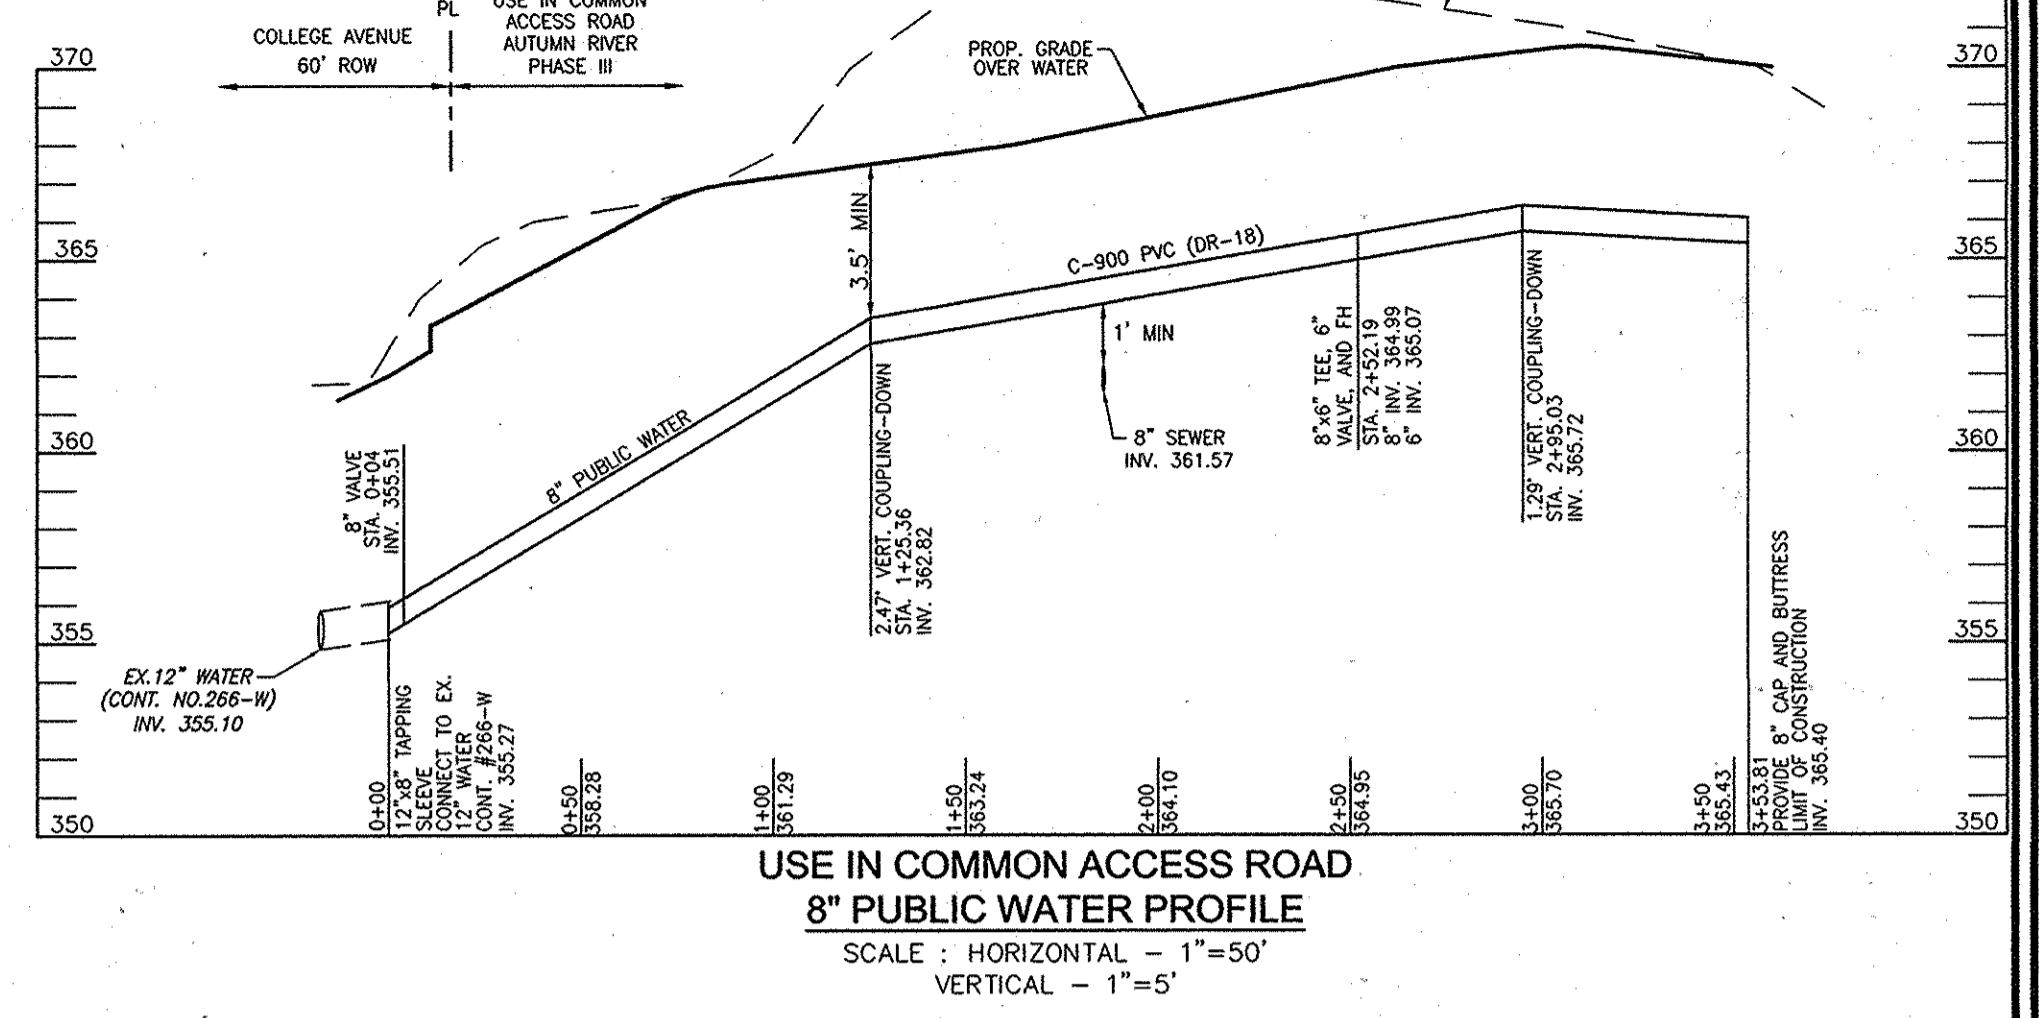 PL
USE IN COMMON
ACCESS ROAD
AUTUMN RIVER
PHASE III
COLLEGE AVENUE
60' ROW
PROP. GRADE
OVER WATER
370
365
360
355
350
370
365
360
355
350
3.5' MIN
C-900 PVC (DR-18)
1' MIN
8" SEWER
INV. 361.57
8" PUBLIC WATER
8" VALVE
STA. 0+04
INV. 355.51
2.47° VERT. COUPLING-DOWN
STA. 1+25.36
INV. 362.82
8"x6" TEE, 6"
VALVE, AND FH
STA. 2+52.19
8" INV. 364.99
6" INV. 365.07
1.29° VERT. COUPLING-DOWN
STA. 2+95.03
INV. 365.72
EX.12" WATER
(CONT. NO.266-W)
INV. 355.10
0+00
12"x8" TAPPING
SLEEVE
CONNECT TO EX.
12" WATER
CONT. #266-W
INV. 355.27
0+50
358.28
1+00
361.29
1+50
363.24
2+00
364.10
2+50
364.95
3+00
365.70
3+50
365.43
3+53.81
PROVIDE 8" CAP AND BUTTRESS
LIMIT OF CONSTRUCTION
INV. 365.40
USE IN COMMON ACCESS ROAD
8" PUBLIC WATER PROFILE
SCALE : HORIZONTAL - 1"=50'
VERTICAL - 1"=5'